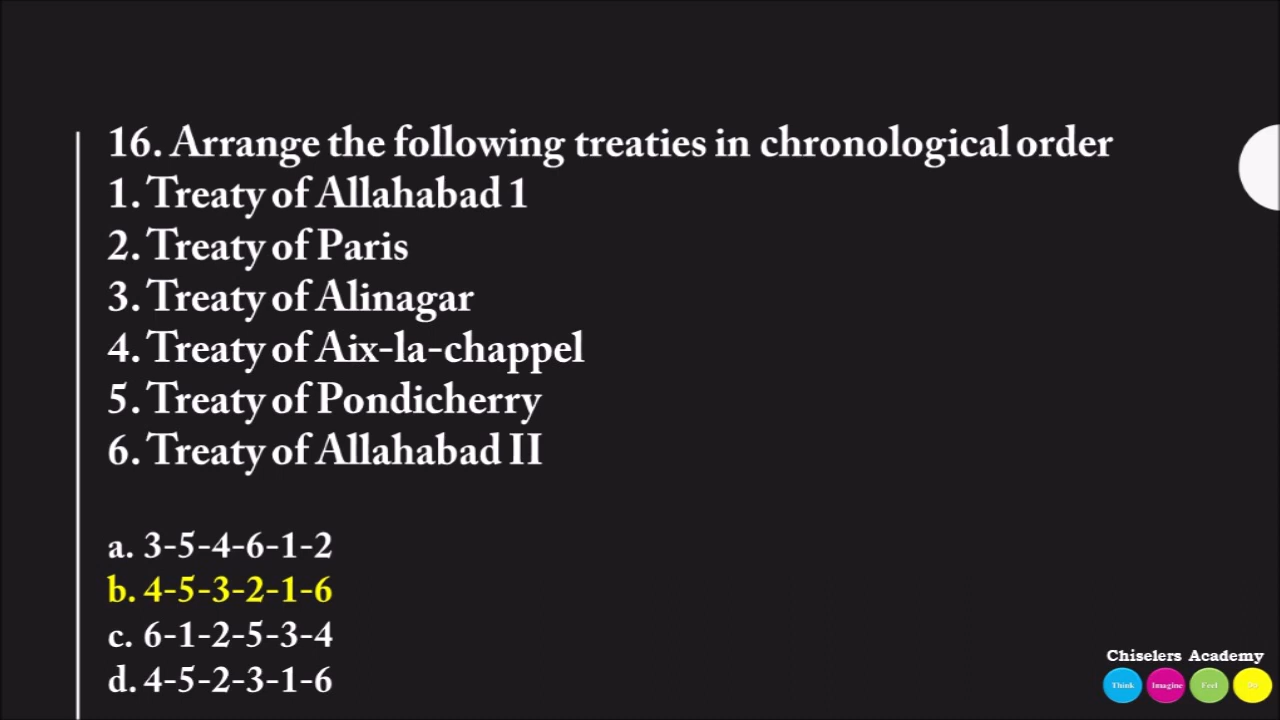 16. Arrange the following treaties in chronological order
1. Treaty of Allahabad 1
2. Treaty of Paris
3. Treaty of Alinagar
4. Treaty of Aix-la-chappel
5. Treaty of Pondicherry
6. Treaty of Allahabad II
a. 3-5-4-6-1-2
b. 4-5-3-2-1-6
c. 6-1-2-5-3-4
d. 4-5-2-3-1-6
Chiselers Academy
Think Imagine Feel